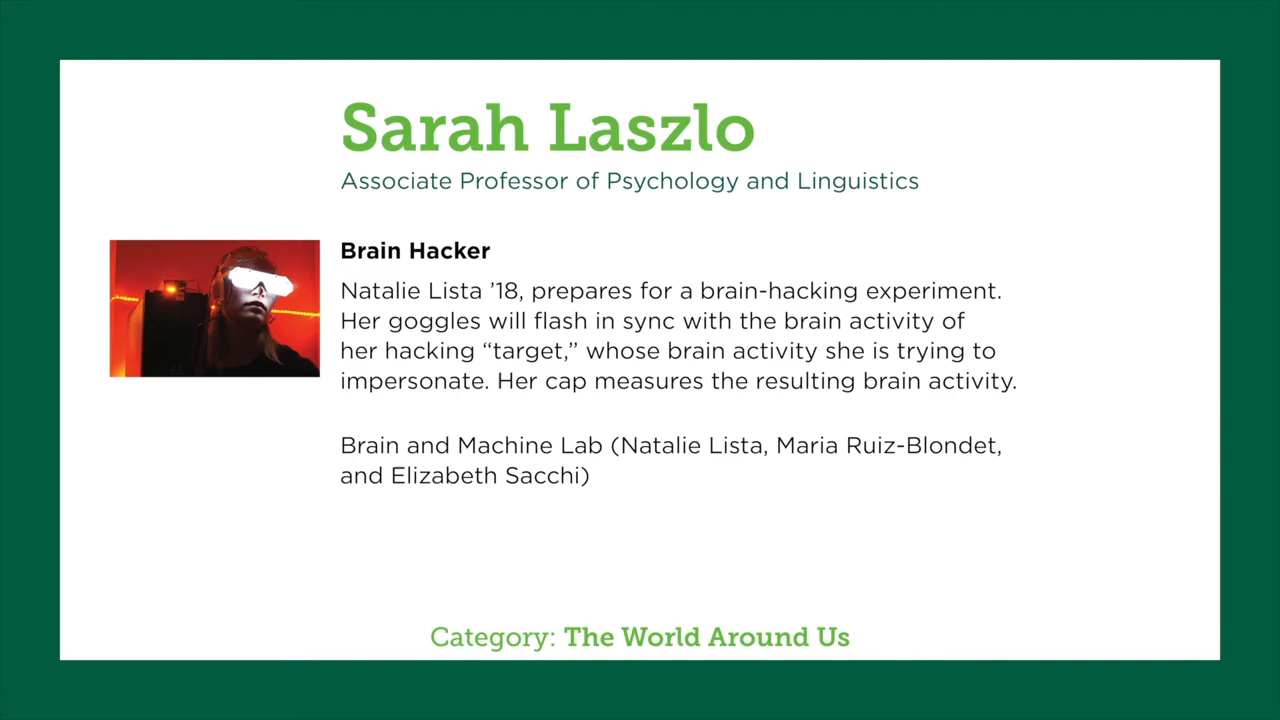 Sarah Laszlo
Associate Professor of Psychology and Linguistics
Brain Hacker
Natalie Lista ’18, prepares for a brain-hacking experiment.
Her goggles will flash in sync with the brain activity of
her hacking “target,” whose brain activity she is trying to
impersonate. Her cap measures the resulting brain activity.
Brain and Machine Lab (Natalie Lista, Maria Ruiz-Blondet,
and Elizabeth Sacchi)
Category: The World Around Us